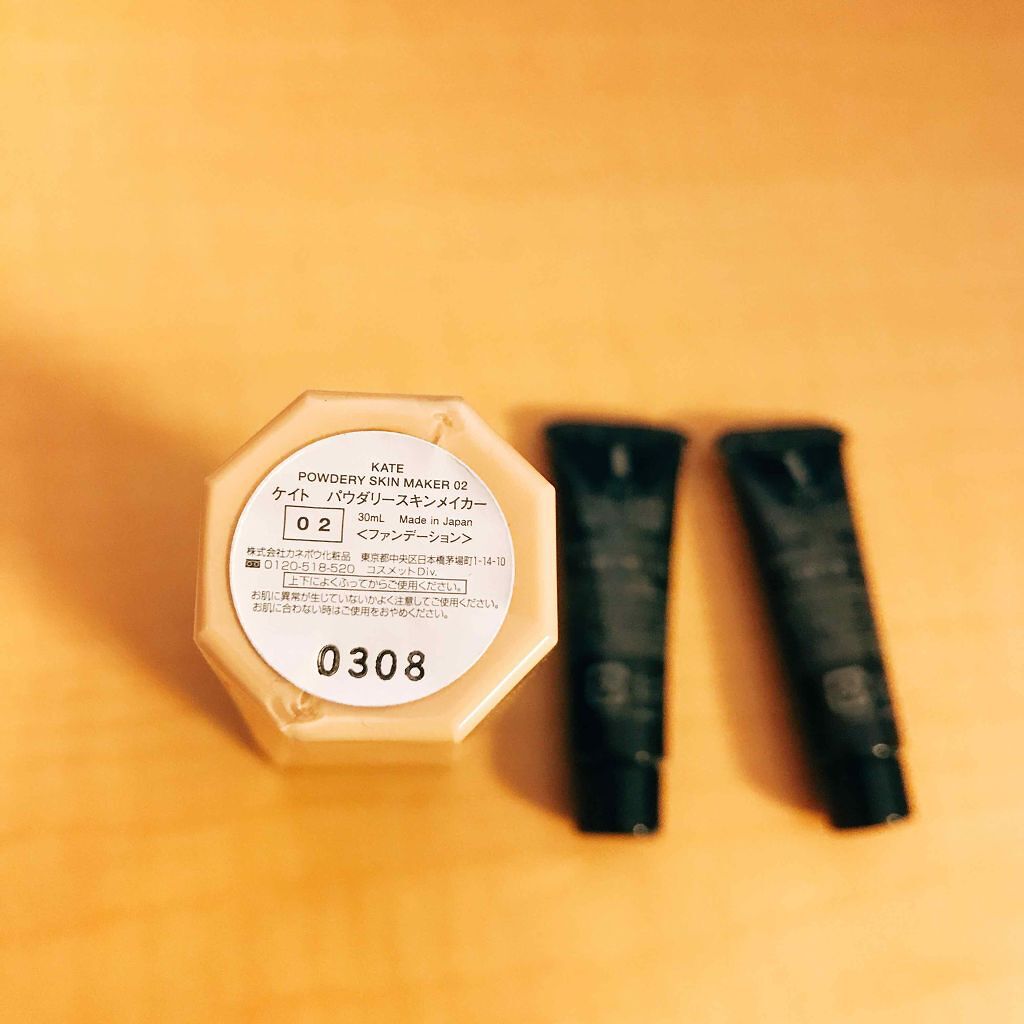 KATE
POWDERY SKIN MAKER 02
ケイト　パウダリースキンメイカー
02 30mL Made in Japan
<ファンデーション>
株式会社カネボウ化粧品　東京都中央区日本橋茅場町1-14-10
0120-518-520　コスメットDiv.
上下によくふってからご使用ください。
お肌に異常が生じていないかよく注意してご使用ください。
お肌に合わない時はご使用をおやめください。
0308